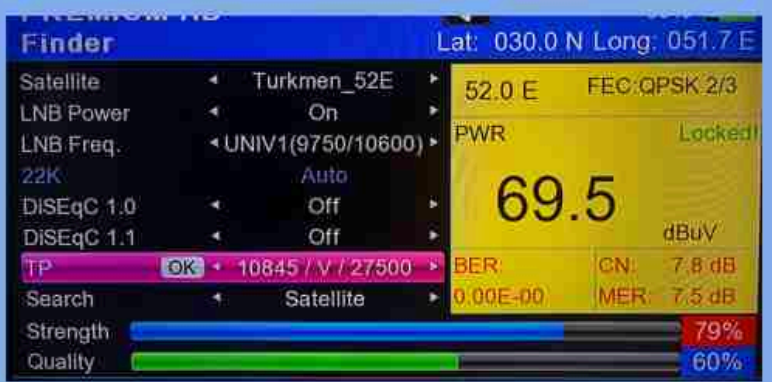 Finder
Lat: 030.0 N Long: 051.7 E
Satellite Turkmen_52E
LNB Power On
LNB Freq. UNIV1(9750/10600)
22K Auto
DiSEqC 1.0 Off
DiSEqC 1.1 Off
TP OK 10845 / V / 27500
Search Satellite
Strength 79%
Quality 60%
52.0 E FEC:QPSK 2/3
PWR Locked!
69.5
dBuV
BER: CN: 7.8 dB
0.00E-00 MER: 7.5 dB